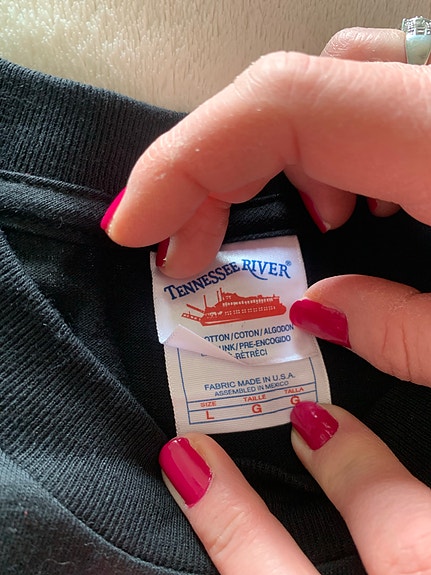 TENNESSEE RIVER®
COTTON/COTON/ALGODON
/PRE-ENCOGIDO
-RÉTRÉCI
FABRIC MADE IN U.S.A.
ASSEMBLED IN MEXICO
SIZE TAILLE TALLA
L G G